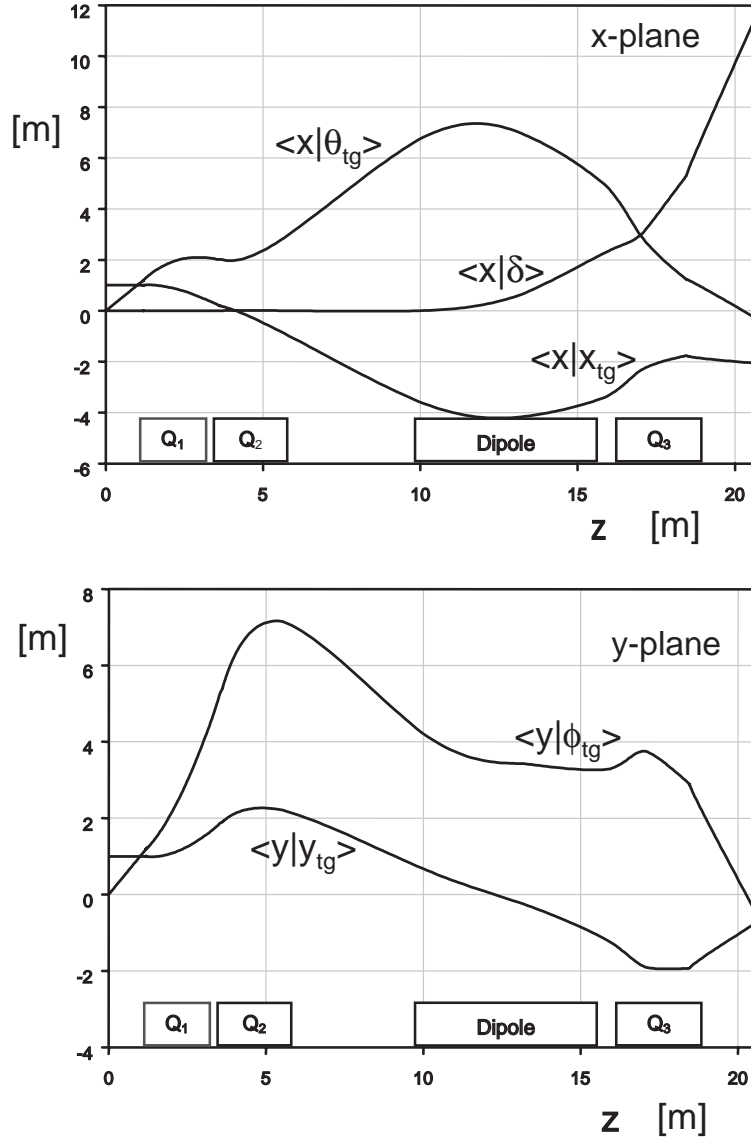 12
x-plane
10
[m]
8
<x|θtg>
6
4
<x|δ>
2
0
<x|xtg>
-2
-4
Q1 Q2 Dipole Q3
-6
0 5 10 15 20
z [m]
8
[m]
y-plane
6
<y|ϕtg>
4
2
<y|ytg>
0
-2
Q1 Q2 Dipole Q3
-4
0 5 10 15 20
z [m]